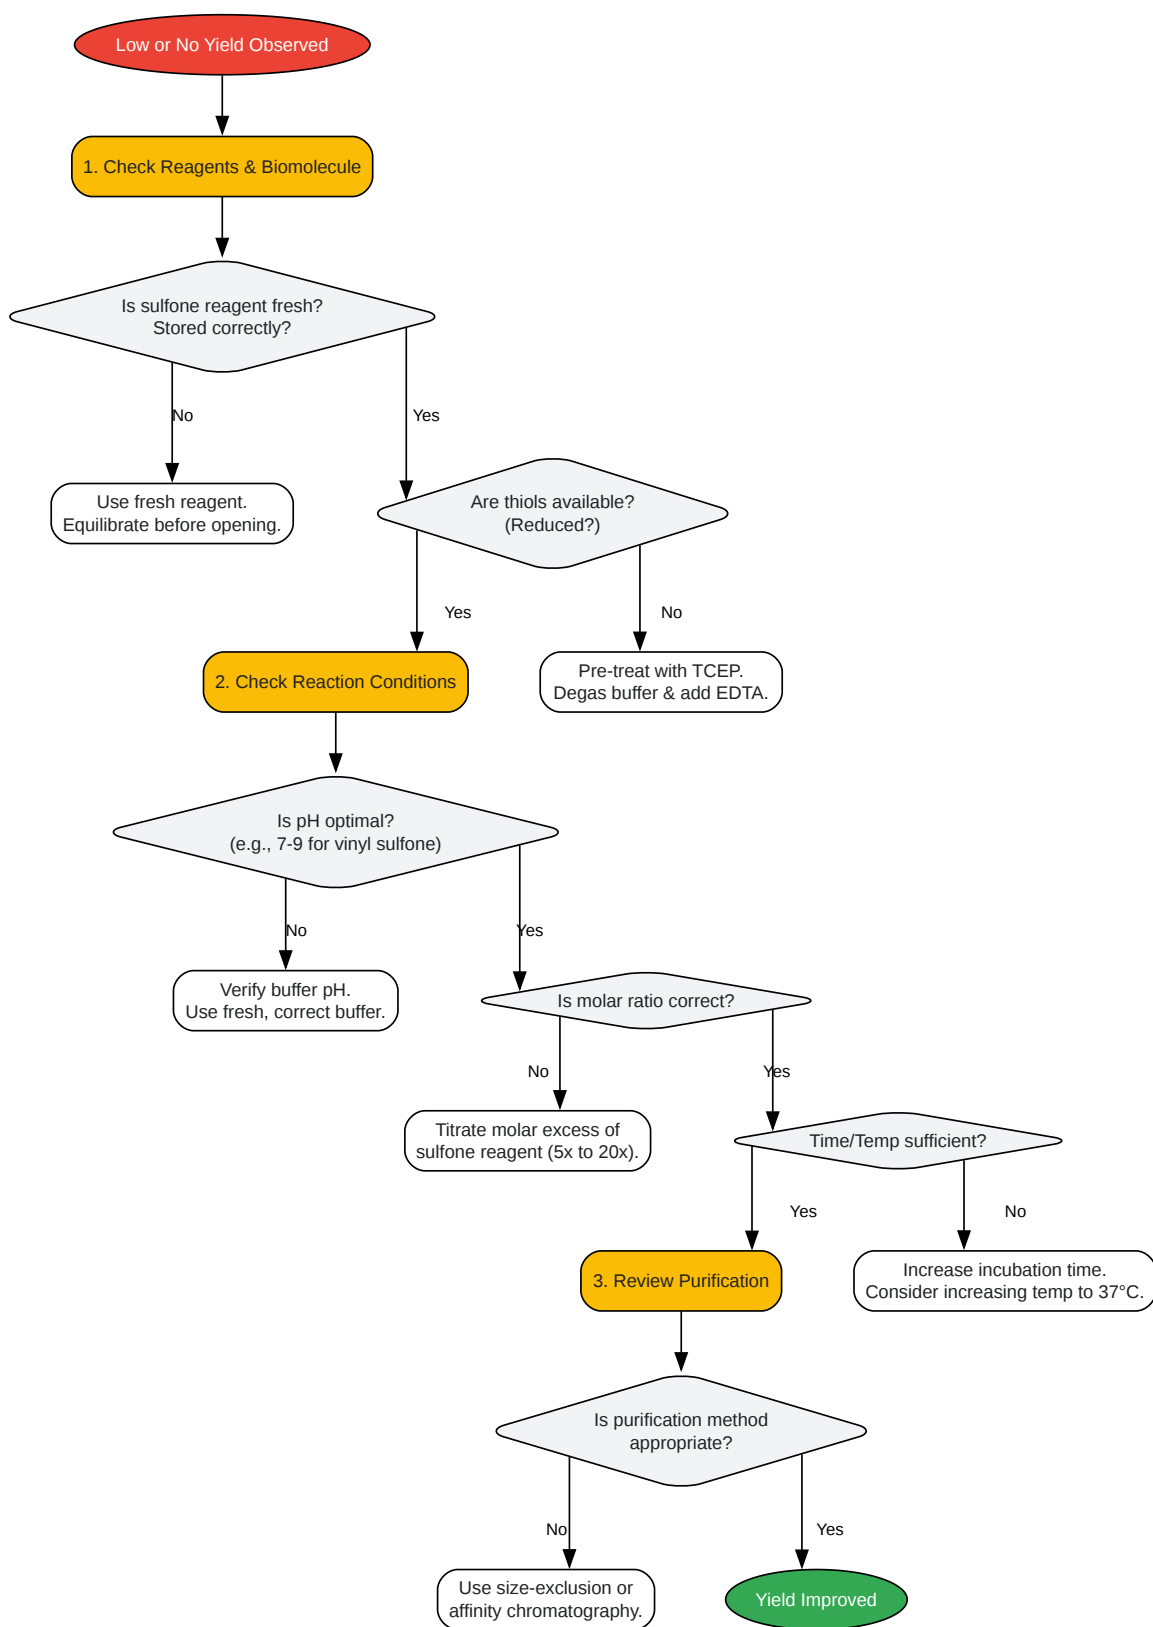 Low or No Yield Observed
1. Check Reagents & Biomolecule
Is sulfone reagent fresh?
Stored correctly?
No
Yes
Use fresh reagent.
Equilibrate before opening.
Are thiols available?
(Reduced?)
Yes
No
2. Check Reaction Conditions
Pre-treat with TCEP.
Degas buffer & add EDTA.
Is pH optimal?
(e.g., 7-9 for vinyl sulfone)
No
Yes
Verify buffer pH.
Use fresh, correct buffer.
Is molar ratio correct?
No
Yes
Titrate molar excess of
sulfone reagent (5x to 20x).
Time/Temp sufficient?
Yes
No
3. Review Purification
Increase incubation time.
Consider increasing temp to 37°C.
Is purification method
appropriate?
No
Yes
Use size-exclusion or
affinity chromatography.
Yield Improved